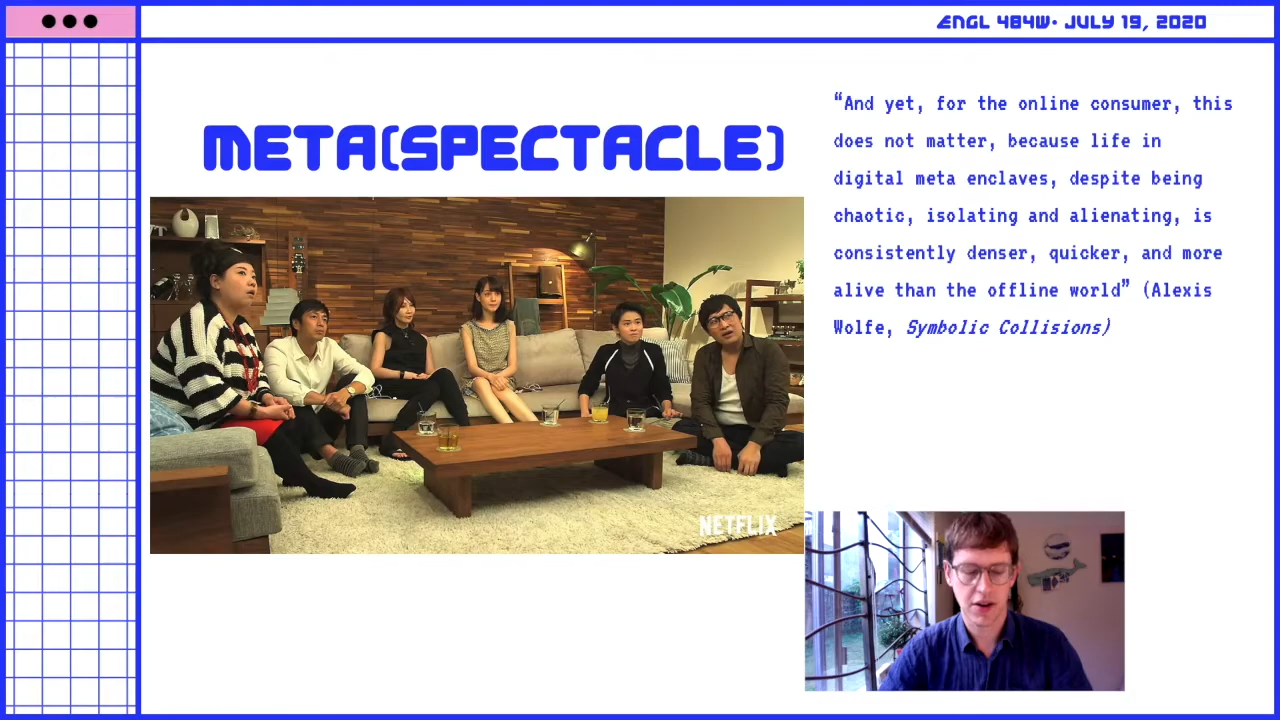 ENGL 484W• JULY 19, 2020
META(SPECTACLE)
“And yet, for the online consumer, this
does not matter, because life in
digital meta enclaves, despite being
chaotic, isolating and alienating, is
consistently denser, quicker, and more
alive than the offline world” (Alexis
Wolfe, Symbolic Collisions)
NETFLIX